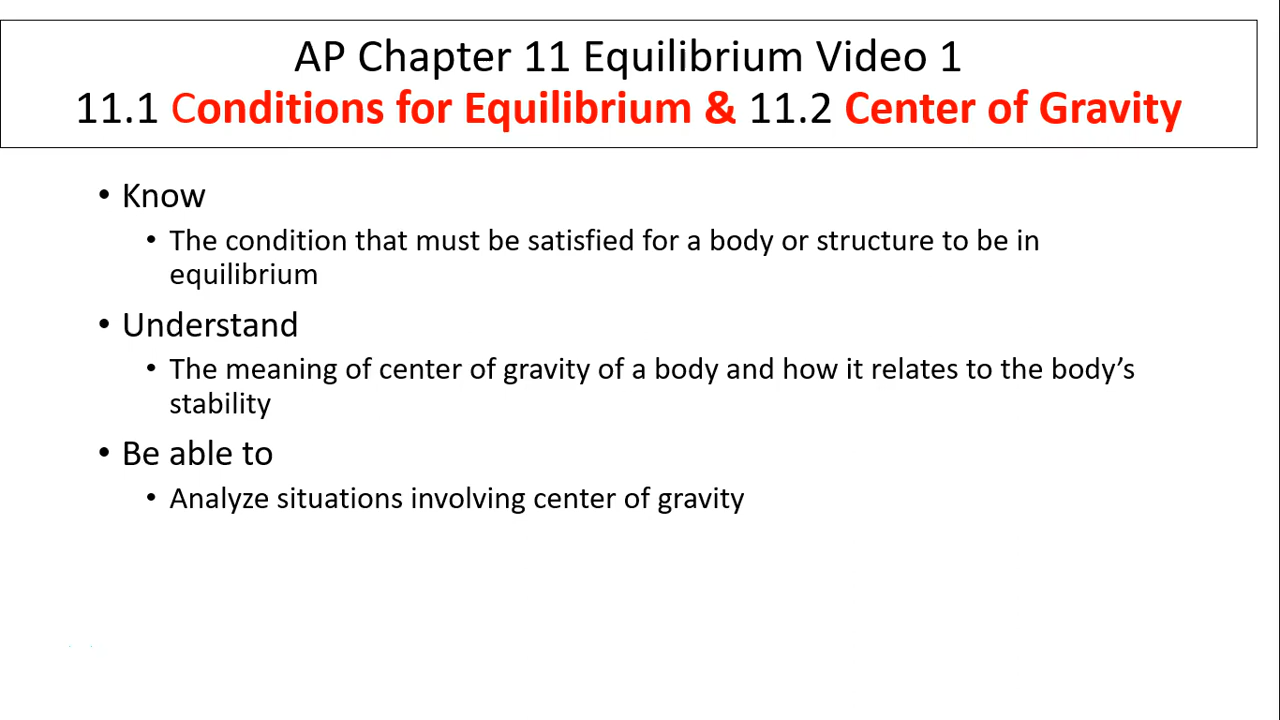 AP Chapter 11 Equilibrium Video 1
11.1 Conditions for Equilibrium & 11.2 Center of Gravity
• Know
• The condition that must be satisfied for a body or structure to be in
equilibrium
• Understand
• The meaning of center of gravity of a body and how it relates to the body’s
stability
• Be able to
• Analyze situations involving center of gravity